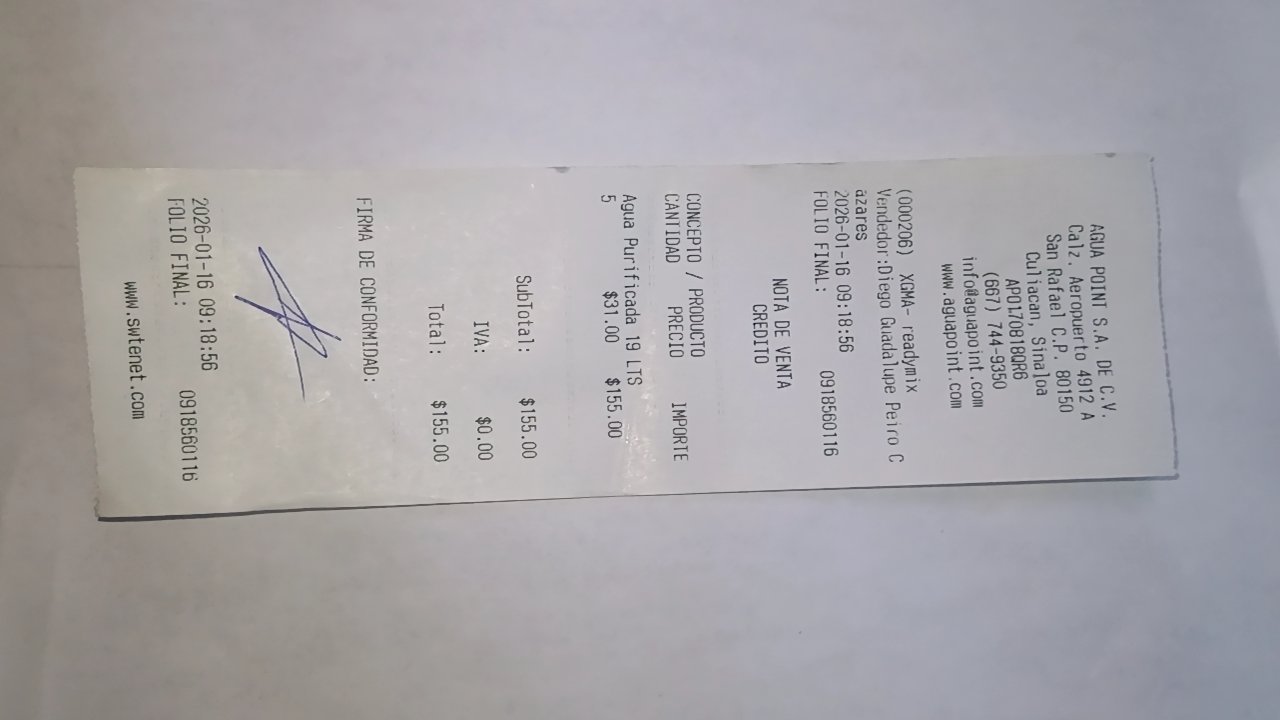 AGUA POINT S.A. DE C.V.
Calz. Aeropuerto 4912 A
San Rafael C.P. 80150
Culiacan, Sinaloa
APO170818QR6
(667) 744-9350
info@aguapoint.com
www.aguapoint.com
(000206) XGMA- readymix
Vendedor:Diego Guadalupe Peiro C
azares
2026-01-16 09:18:56
FOLIO FINAL: 0918560116
NOTA DE VENTA
CREDITO
CONCEPTO / PRODUCTO
CANTIDAD PRECIO IMPORTE
Agua Purificada 19 LTS
5 $31.00 $155.00
SubTotal: $155.00
IVA: $0.00
Total: $155.00
FIRMA DE CONFORMIDAD:
2026-01-16 09:18:56
FOLIO FINAL: 0918560116
www.swtenet.com